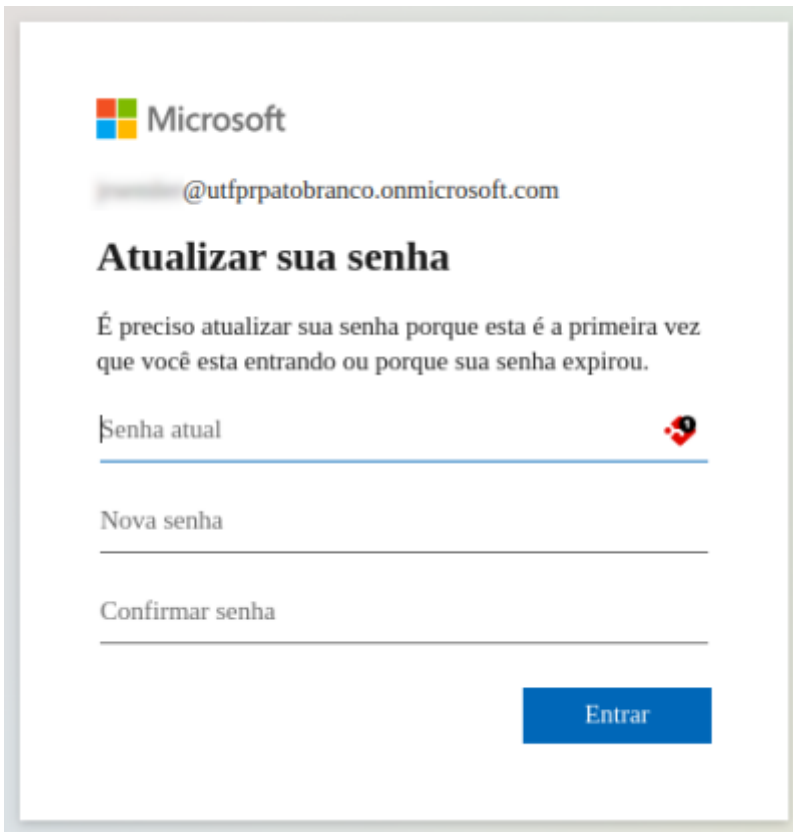 Microsoft
@utfprpatobranco.onmicrosoft.com
Atualizar sua senha
É preciso atualizar sua senha porque esta é a primeira vez
que você esta entrando ou porque sua senha expirou.
Senha atual
Nova senha
Confirmar senha
Entrar